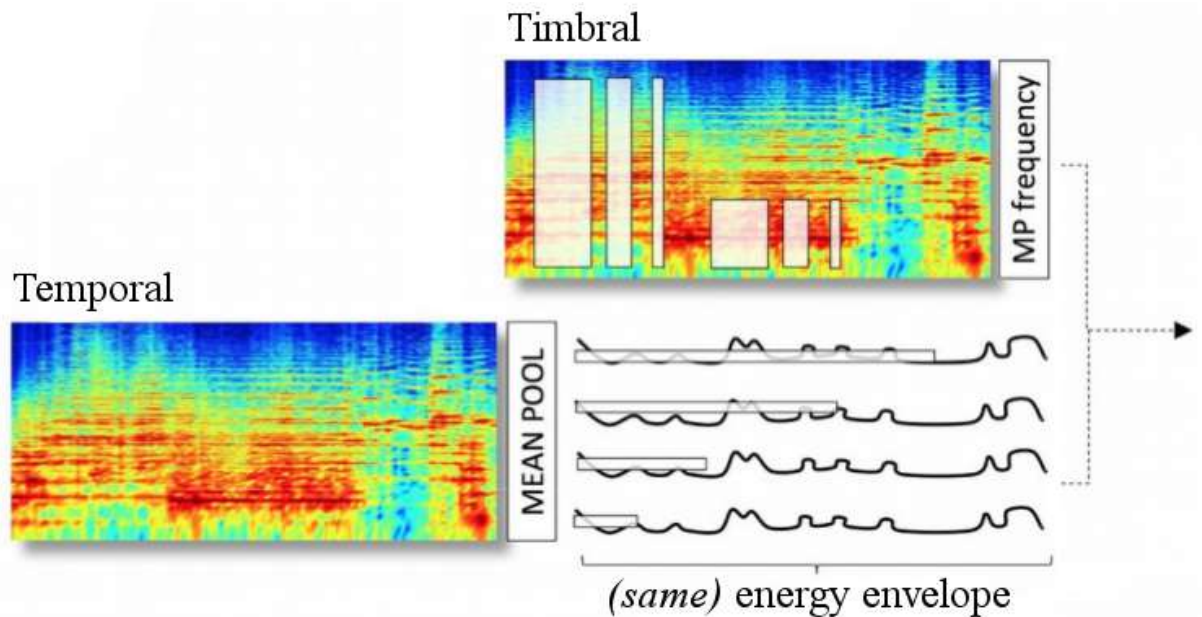 Timbral
MP frequency
Temporal
MEAN POOL
(same) energy envelope